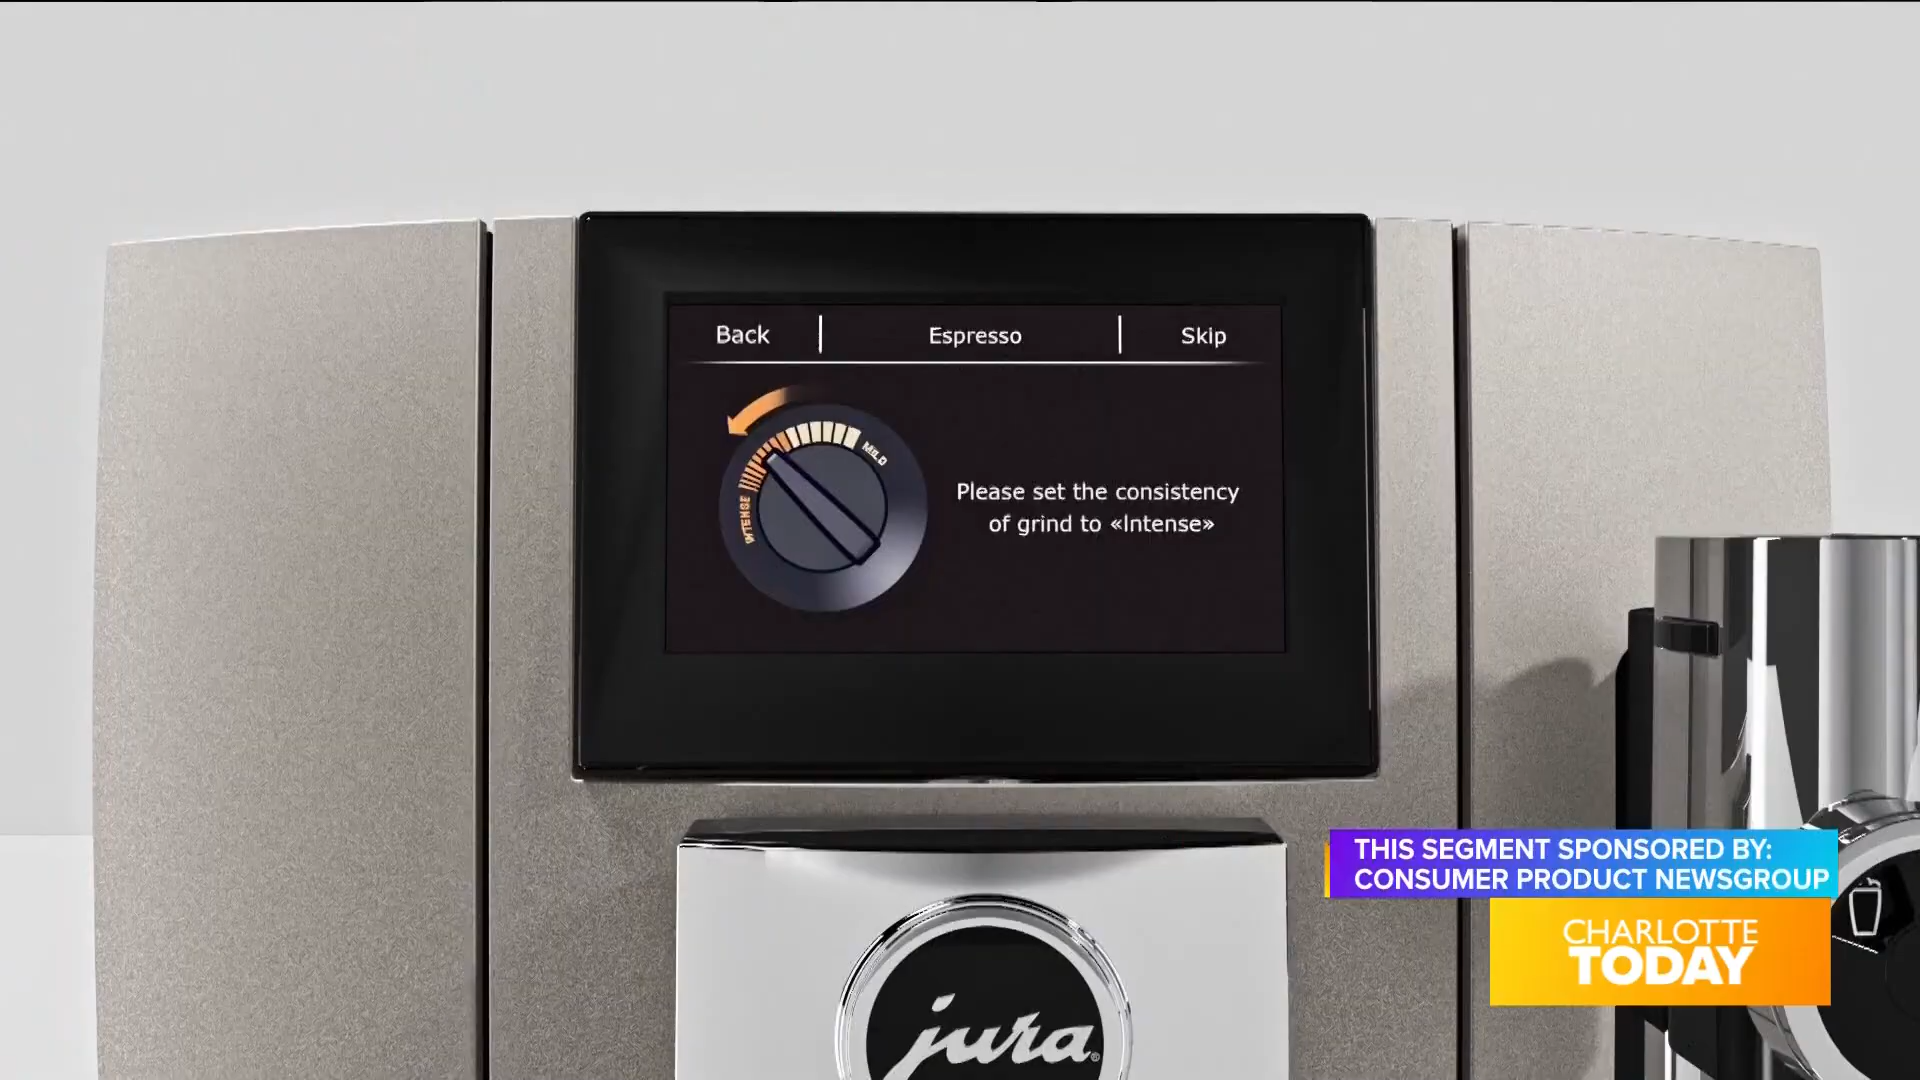 Back
Espresso
Skip
MILD
INTENSE
Please set the consistency
of grind to «Intense»
THIS SEGMENT SPONSORED BY:
CONSUMER PRODUCT NEWSGROUP
CHARLOTTE
TODAY
jura®